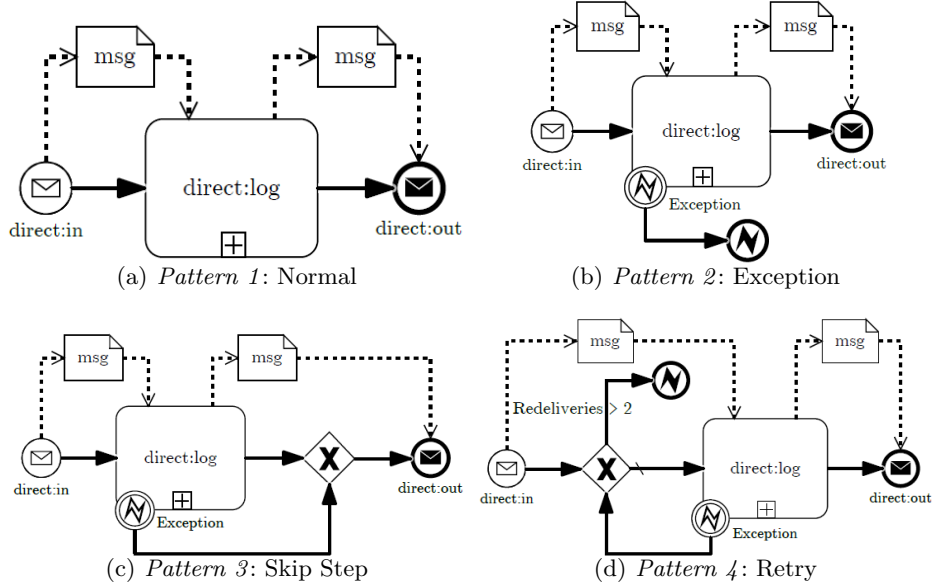 msg
msg
direct:log
direct:in
direct:out
(a) Pattern 1: Normal
msg
msg
direct:log
direct:in
direct:out
Exception
(b) Pattern 2: Exception
msg
msg
direct:log
direct:in
direct:out
Exception
(c) Pattern 3: Skip Step
msg
msg
Redeliveries > 2
direct:log
direct:in
direct:out
Exception
(d) Pattern 4: Retry